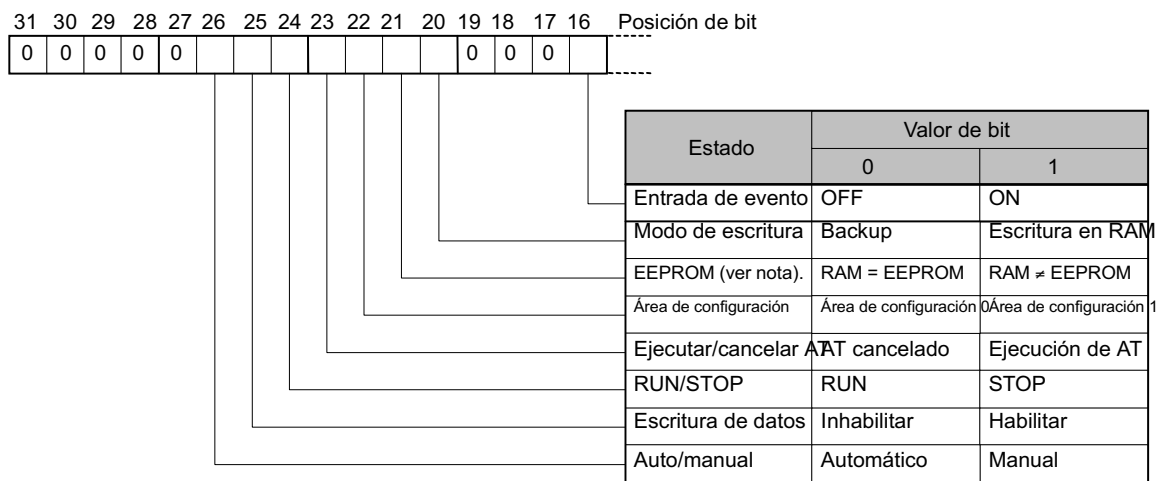 31 30 29 28 27 26 25 24 23 22 21 20 19 18 17 16 Posición de bit
0 0 0 0 0 0 0 0
Estado Valor de bit
0 1
Entrada de evento OFF ON
Modo de escritura Backup Escritura en RAM
EEPROM (ver nota). RAM = EEPROM RAM ≠ EEPROM
Área de configuración Área de configuración 0 Área de configuración 1
Ejecutar/cancelar AT AT cancelado Ejecución de AT
RUN/STOP RUN STOP
Escritura de datos Inhabilitar Habilitar
Auto/manual Automático Manual